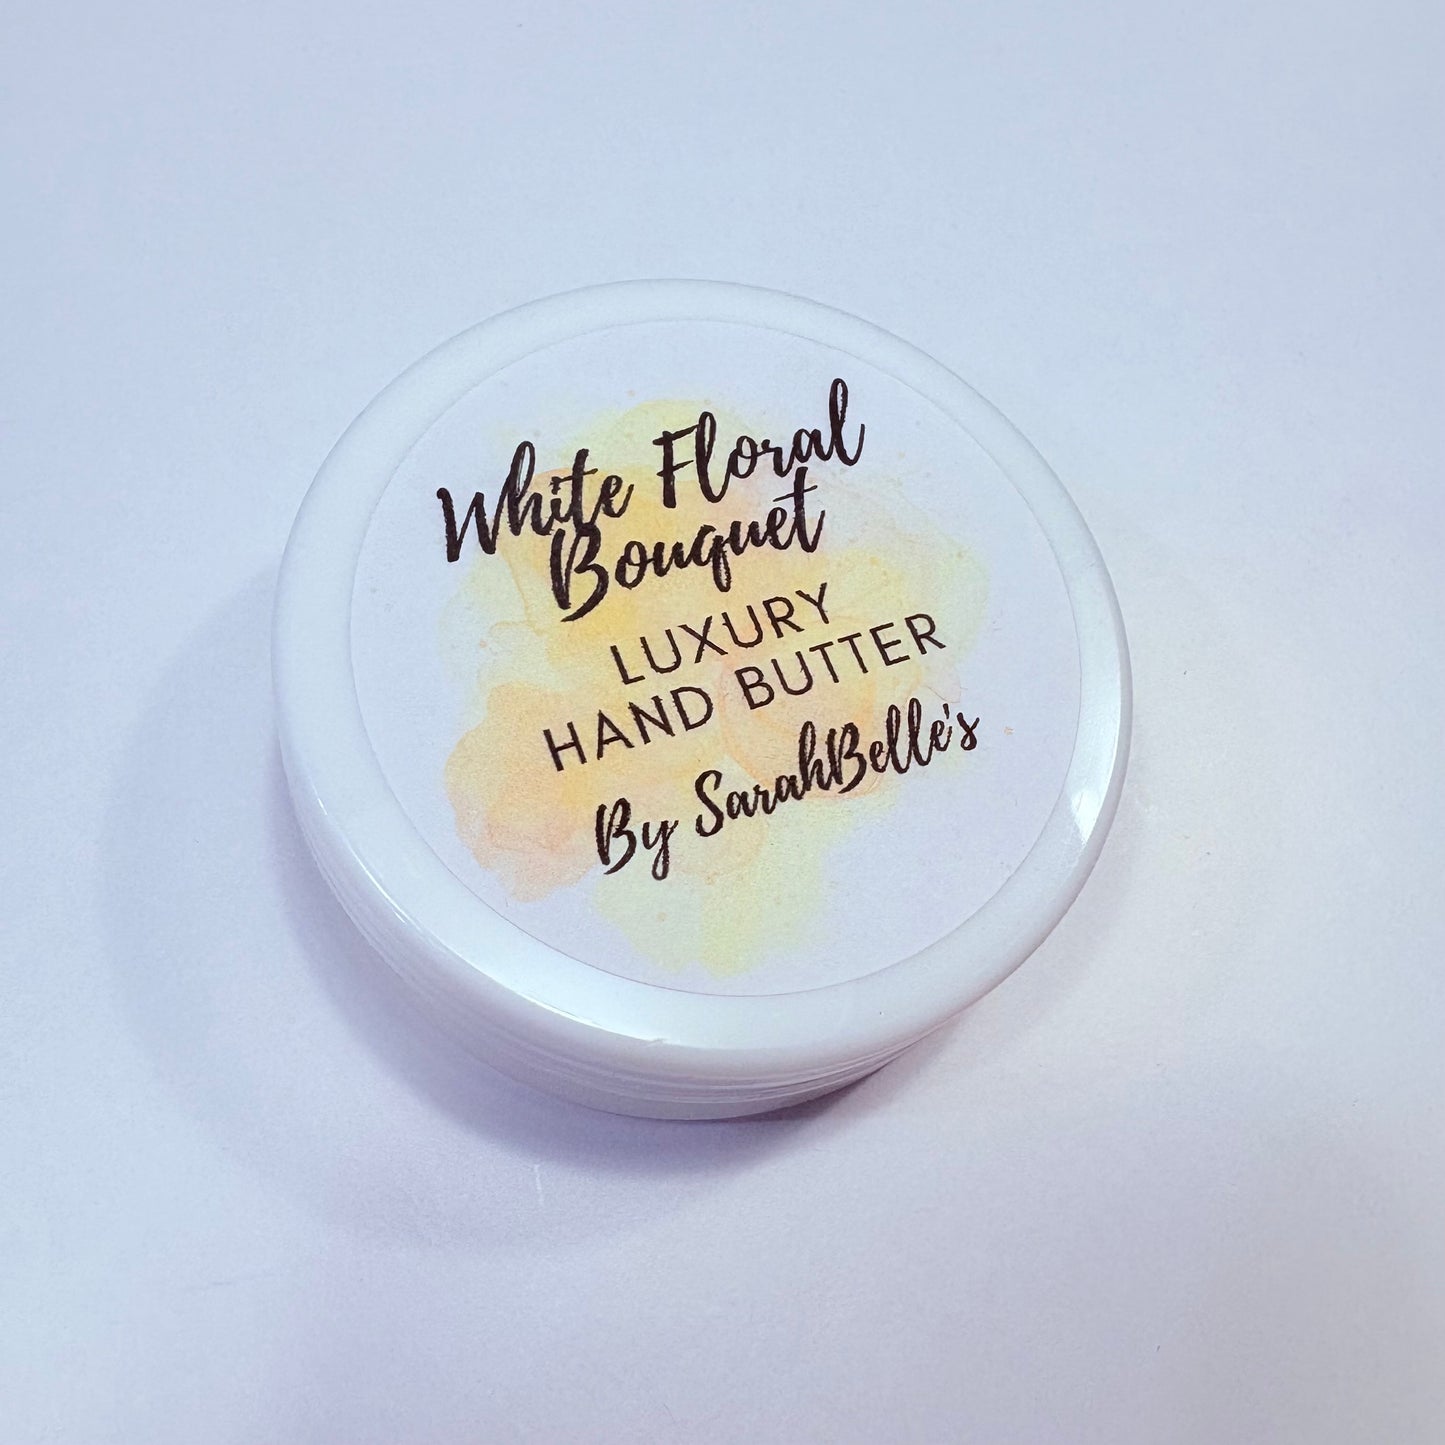 White Floral
Bouquet
LUXURY
HAND BUTTER
By SarahBelle's